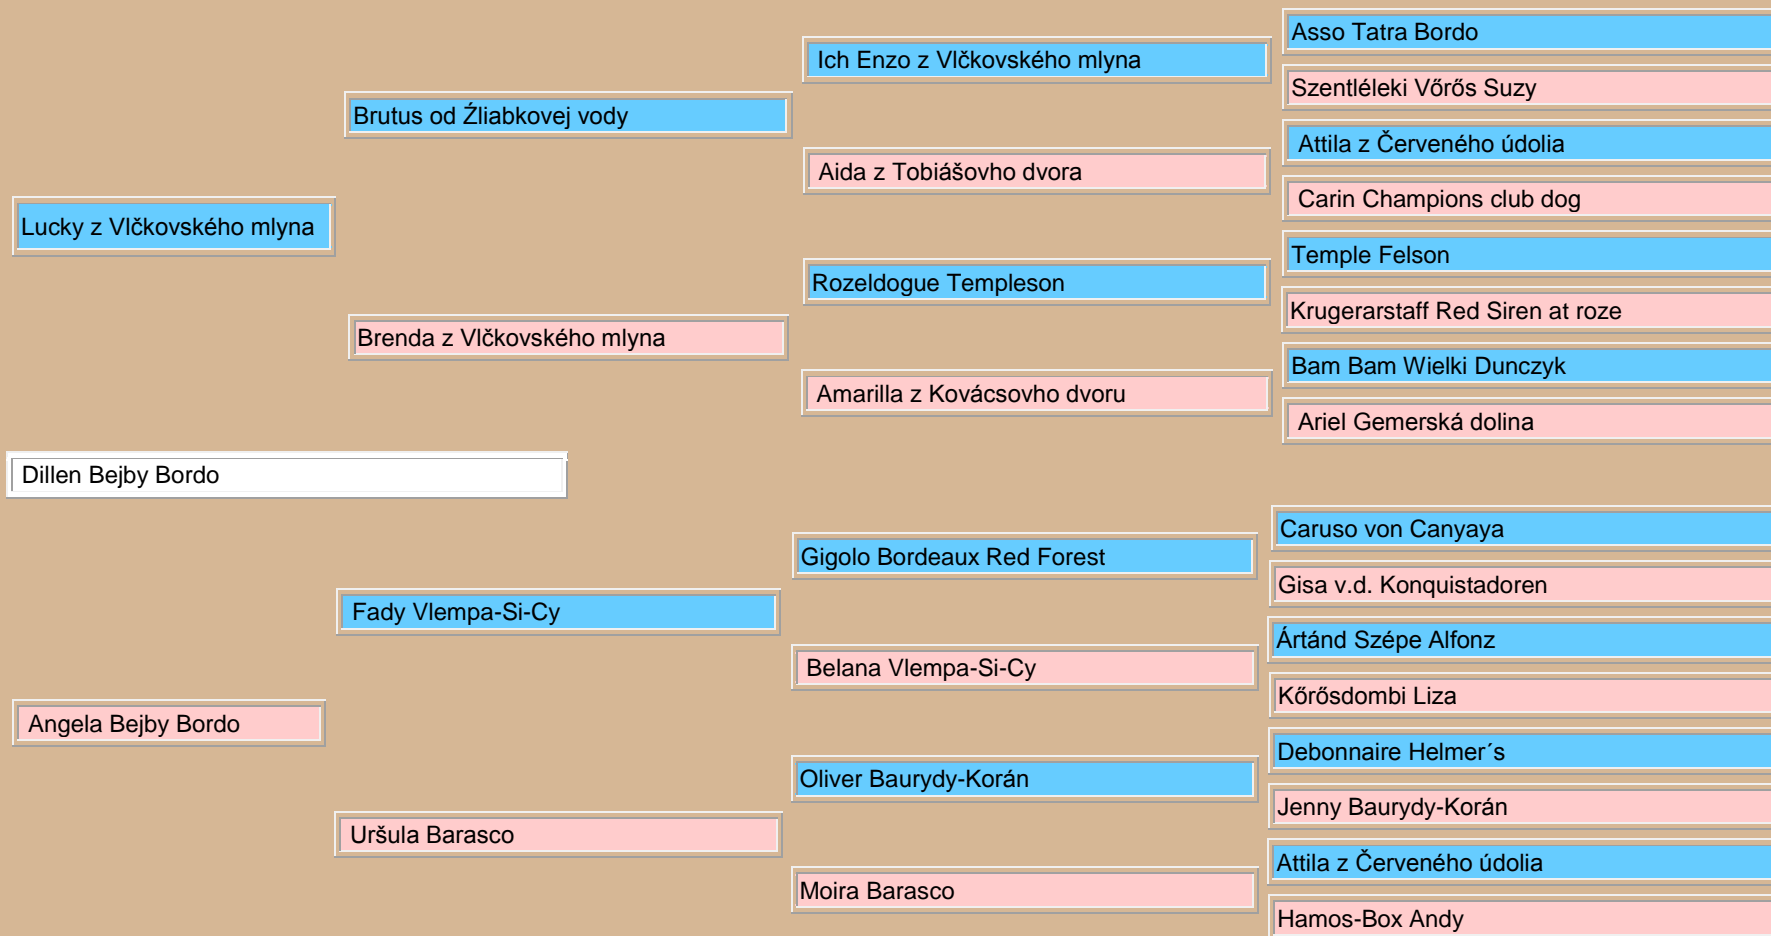 Asso Tatra Bordo
Ich Enzo z Vlčkovského mlyna
Szentléleki Vőrős Suzy
Brutus od Źliabkovej vody
Attila z Červeného údolia
Aida z Tobiášovho dvora
Carin Champions club dog
Lucky z Vlčkovského mlyna
Temple Felson
Rozeldogue Templeson
Krugerarstaff Red Siren at roze
Brenda z Vlčkovského mlyna
Bam Bam Wielki Dunczyk
Amarilla z Kovácsovho dvoru
Ariel Gemerská dolina
Dillen Bejby Bordo
Caruso von Canyaya
Gigolo Bordeaux Red Forest
Gisa v.d. Konquistadoren
Fady Vlempa-Si-Cy
Ártánd Szépe Alfonz
Belana Vlempa-Si-Cy
Kőrősdombi Liza
Angela Bejby Bordo
Debonnaire Helmer´s
Oliver Baurydy-Korán
Jenny Baurydy-Korán
Uršula Barasco
Attila z Červeného údolia
Moira Barasco
Hamos-Box Andy